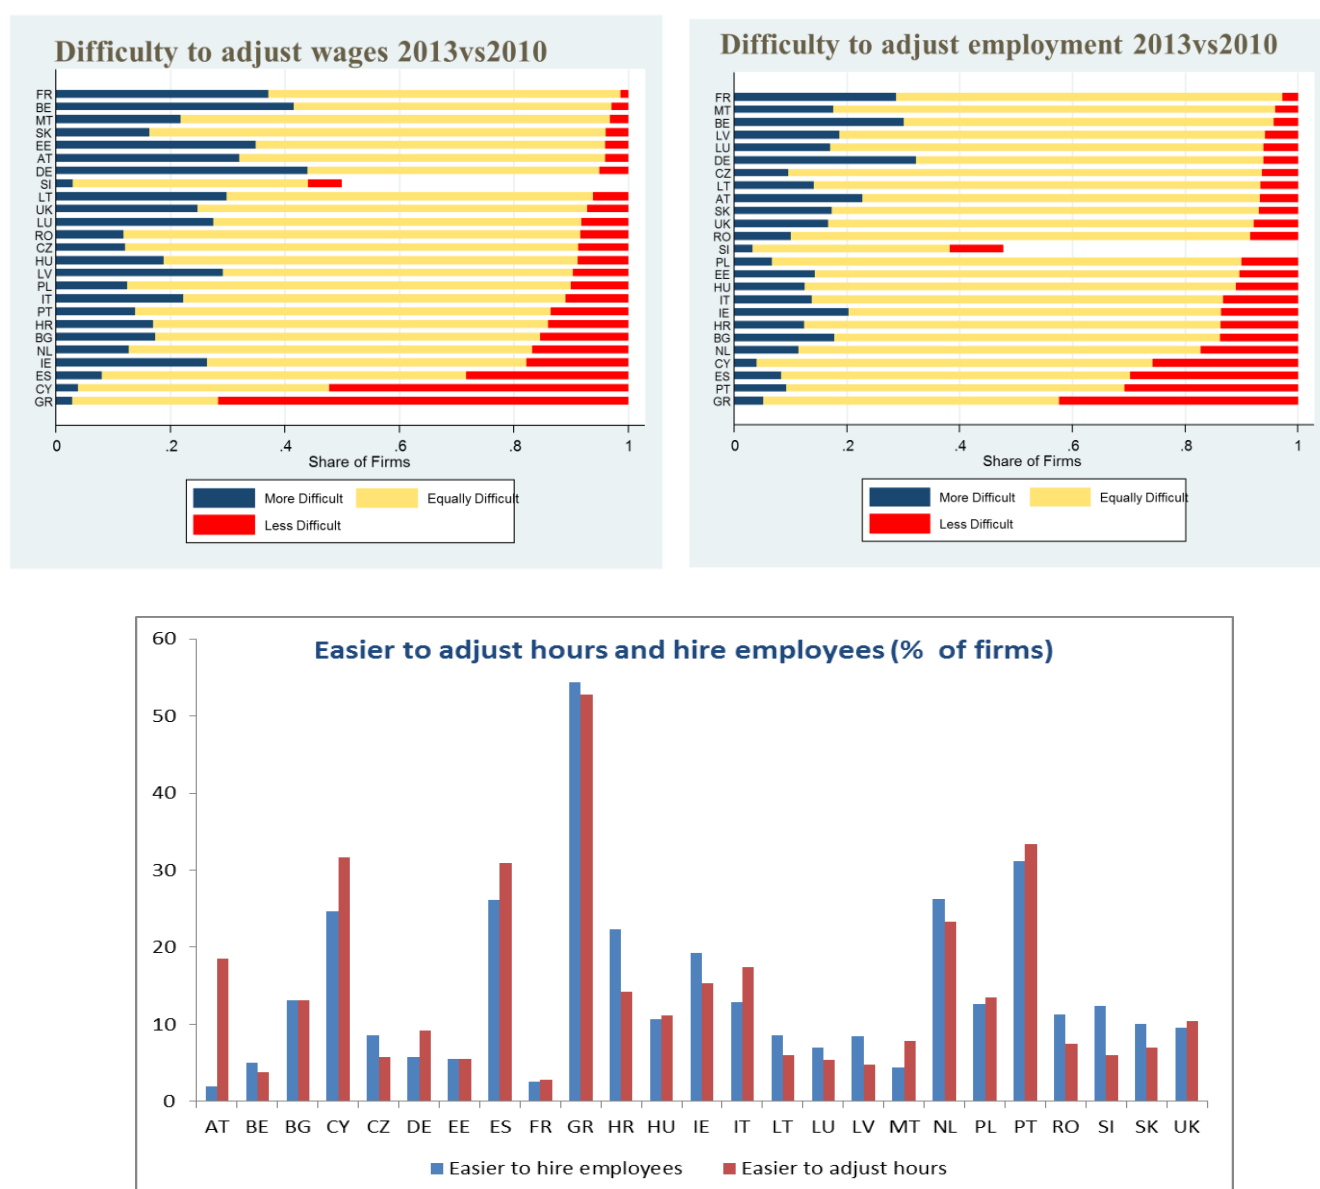 Difficulty to adjust wages 2013vs2010
FR
BE
MT
SK
EE
AT
DE
SI
LT
UK
LU
RO
CZ
HU
LV
PL
IT
PT
HR
BG
NL
IE
ES
CY
GR
0 .2 .4 .6 .8 1
Share of Firms
More Difficult Equally Difficult
Less Difficult
Difficulty to adjust employment 2013vs2010
FR
MT
BE
LV
LU
DE
CZ
LT
AT
SK
UK
RO
SI
PL
EE
HU
IT
IE
HR
BG
NL
CY
ES
PT
GR
0 .2 .4 .6 .8 1
Share of Firms
More Difficult Equally Difficult
Less Difficult
Easier to adjust hours and hire employees (% of firms)
60
50
40
30
20
10
0
AT BE BG CY CZ DE EE ES FR GR HR HU IE IT LT LU LV MT NL PL PT RO SI SK UK
Easier to hire employees Easier to adjust hours